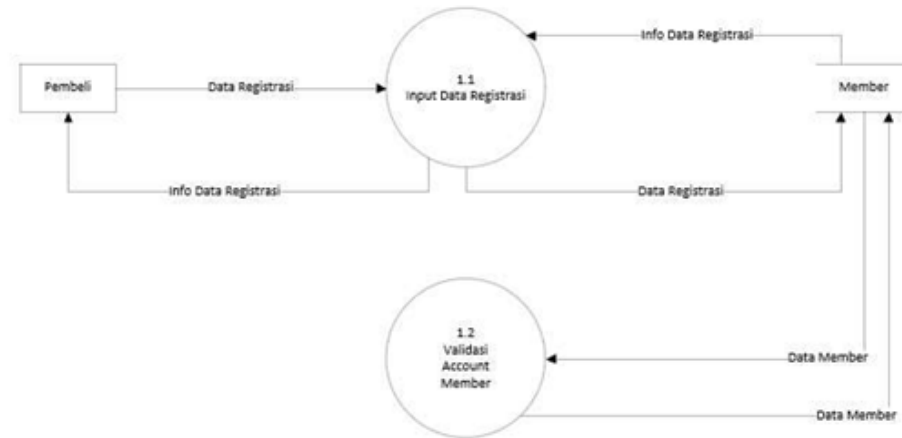 Info Data Registrasi
1.1
Input Data Registrasi
Pembeli
Data Registrasi
Member
Info Data Registrasi
Data Registrasi
1.2
Validasi
Account
Member
Data Member
Data Member